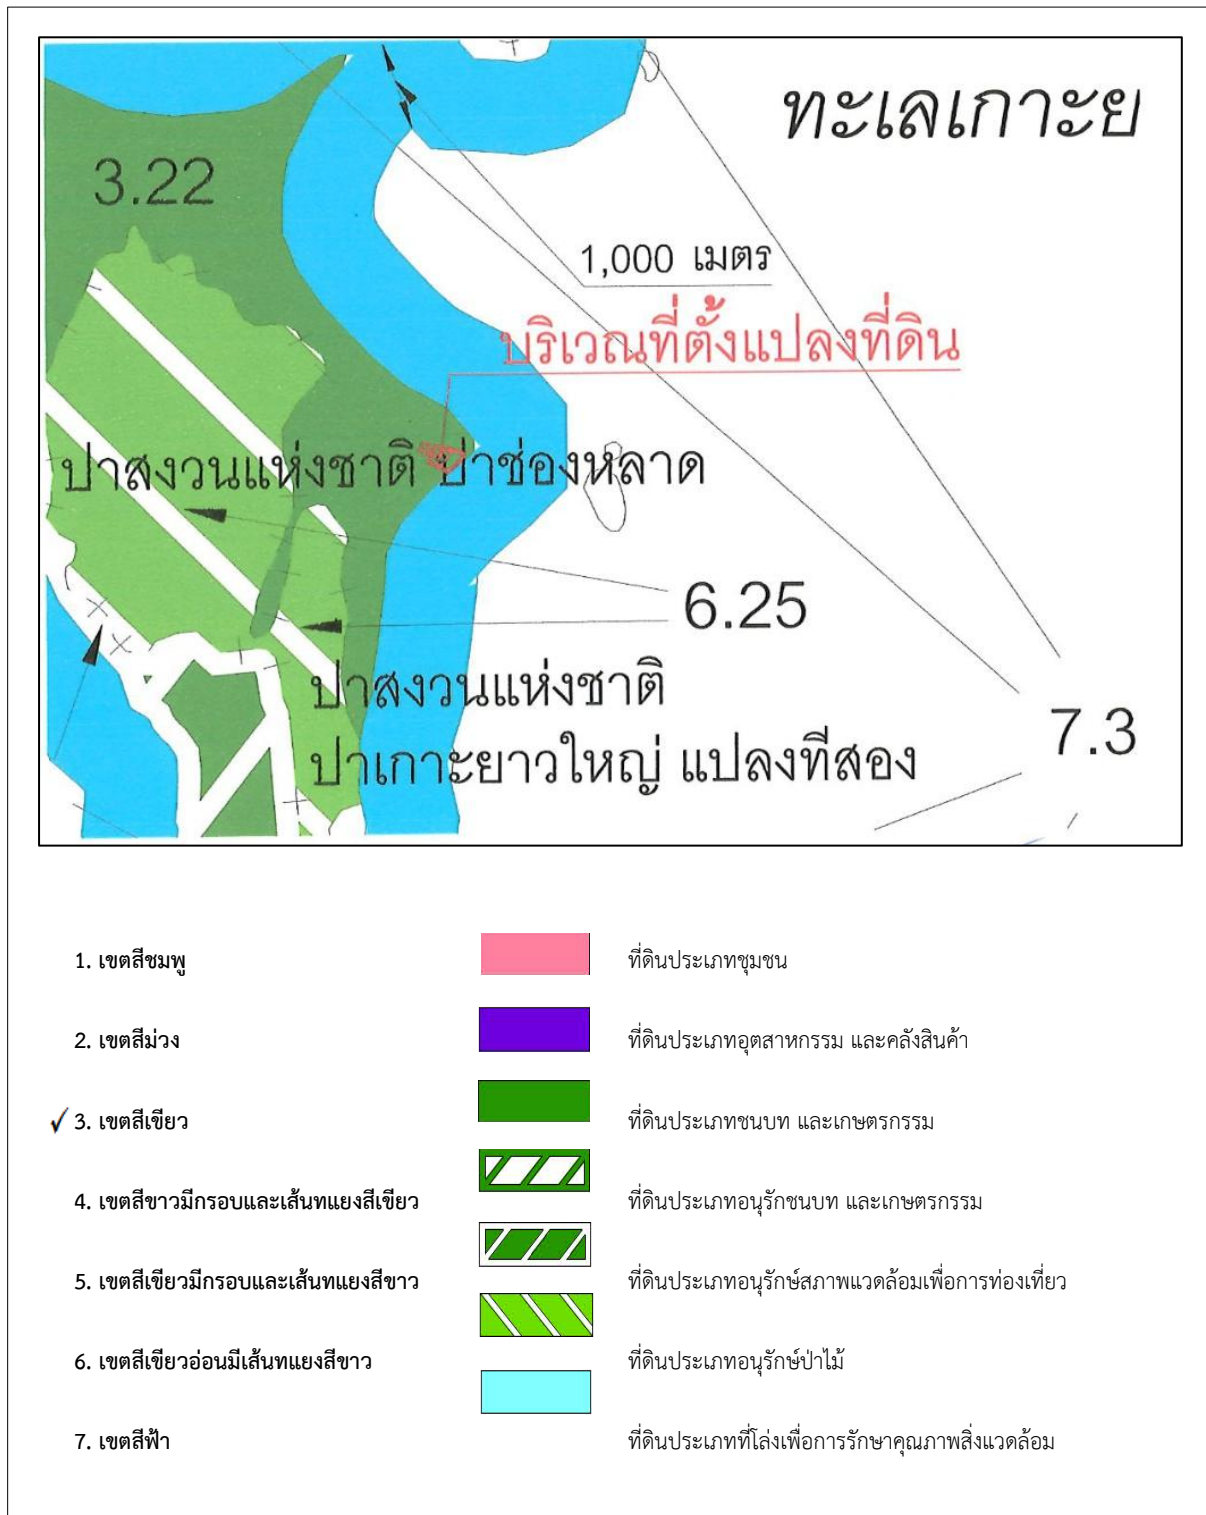 ทะเลเกาะย
3.22
1,000 เมตร
บริเวณที่ตั้งแปลงที่ดิน
ป่าสงวนแห่งชาติ ป่าช่องหลาด
6.25
ป่าสงวนแห่งชาติ
ป่าเกาะยาวใหญ่ แปลงที่สอง
7.3
1. เขตสีชมพู ที่ดินประเภทชุมชน
2. เขตสีม่วง ที่ดินประเภทอุตสาหกรรม และคลังสินค้า
✓ 3. เขตสีเขียว ที่ดินประเภทชนบท และเกษตรกรรม
4. เขตสีขาวมีกรอบและเส้นทแยงสีเขียว ที่ดินประเภทอนุรักชนบท และเกษตรกรรม
5. เขตสีเขียวมีกรอบและเส้นทแยงสีขาว ที่ดินประเภทอนุรักษ์สภาพแวดล้อมเพื่อการท่องเที่ยว
6. เขตสีเขียวอ่อนมีเส้นทแยงสีขาว ที่ดินประเภทอนุรักษ์ป่าไม้
7. เขตสีฟ้า ที่ดินประเภทที่โล่งเพื่อการรักษาคุณภาพสิ่งแวดล้อม